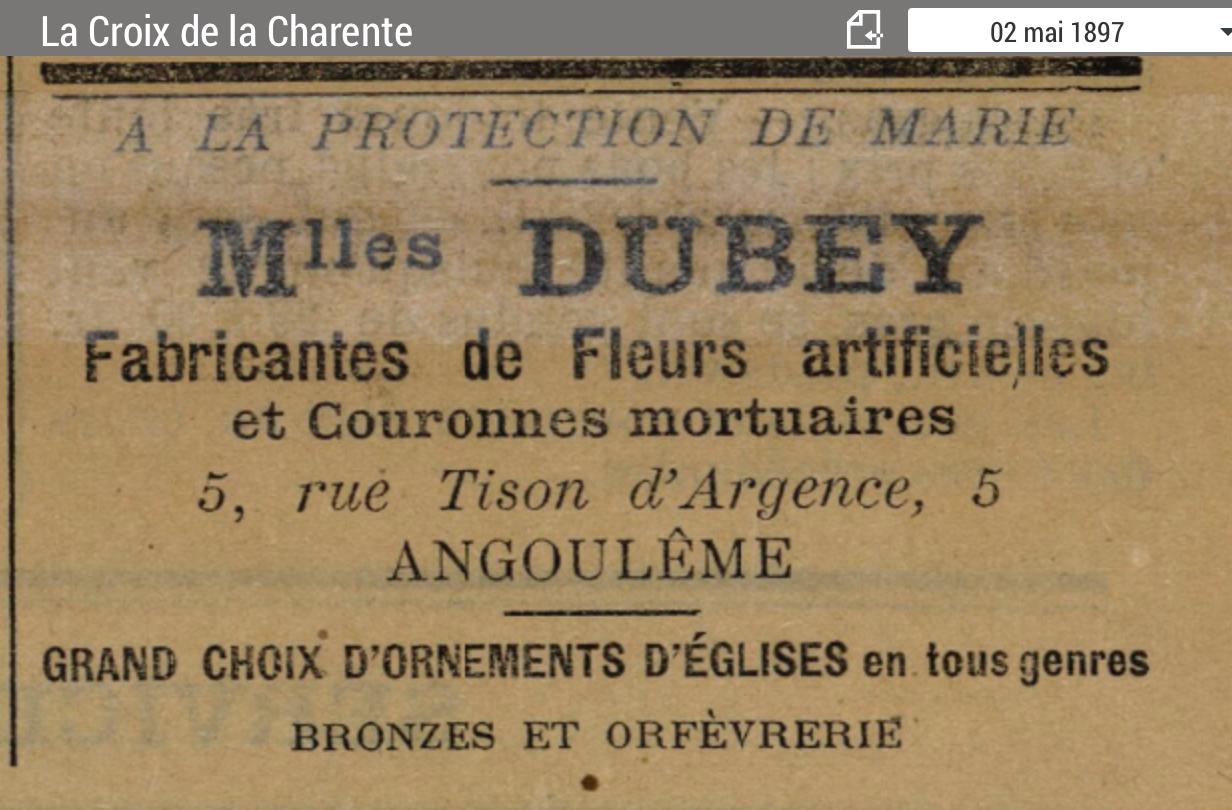 La Croix de la Charente
02 mai 1897
A LA PROTECTION DE MARIE
Mlles DUBEY
Fabricantes de Fleurs artificielles
et Couronnes mortuaires
5, rue Tison d'Argence, 5
ANGOULÊME
GRAND CHOIX D'ORNEMENTS D'ÉGLISES en tous genres
BRONZES ET ORFÈVRERIE